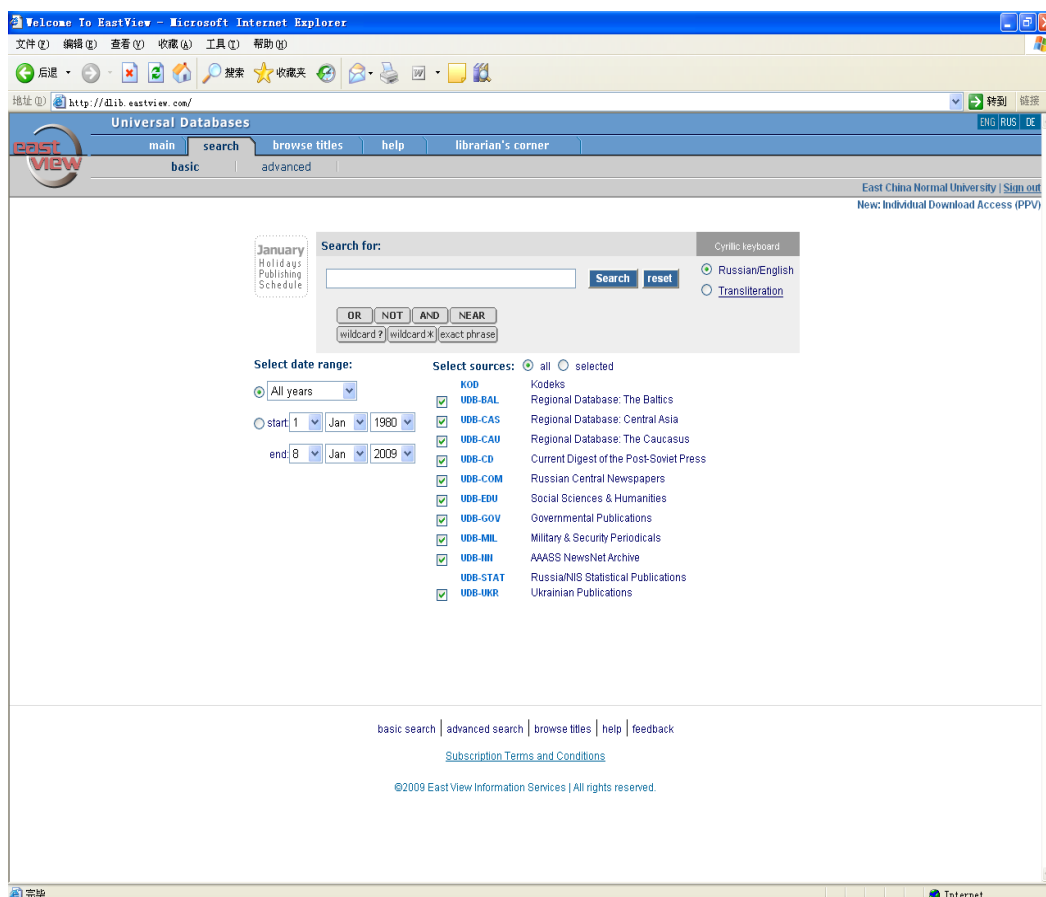 Welcome To EastView - Microsoft Internet Explorer
文件(F) 编辑(E) 查看(V) 收藏(A) 工具(T) 帮助(H)
后退 搜索 收藏夹
地址(D) http://dlib.eastview.com/ 转到 链接
Universal Databases ENG RUS DE
east VIEW
main search browse titles help librarian's corner
basic advanced
East China Normal University | Sign out
New: Individual Download Access (PPV)
January
Holidays
Publishing
Schedule
Search for: Cyrillic keyboard
Search reset Russian/English
Transliteration
OR NOT AND NEAR
wildcard ? wildcard * exact phrase
Select date range: Select sources: all selected
All years
start: 1 Jan 1980
end: 8 Jan 2009
KOD Kodeks
UDB-BAL Regional Database: The Baltics
UDB-CAS Regional Database: Central Asia
UDB-CAU Regional Database: The Caucasus
UDB-CD Current Digest of the Post-Soviet Press
UDB-COM Russian Central Newspapers
UDB-EDU Social Sciences & Humanities
UDB-GOV Governmental Publications
UDB-MIL Military & Security Periodicals
UDB-NN AAASS NewsNet Archive
UDB-STAT Russia/NIS Statistical Publications
UDB-UKR Ukrainian Publications
basic search | advanced search | browse titles | help | feedback
Subscription Terms and Conditions
©2009 East View Information Services | All rights reserved.
完毕 Internet